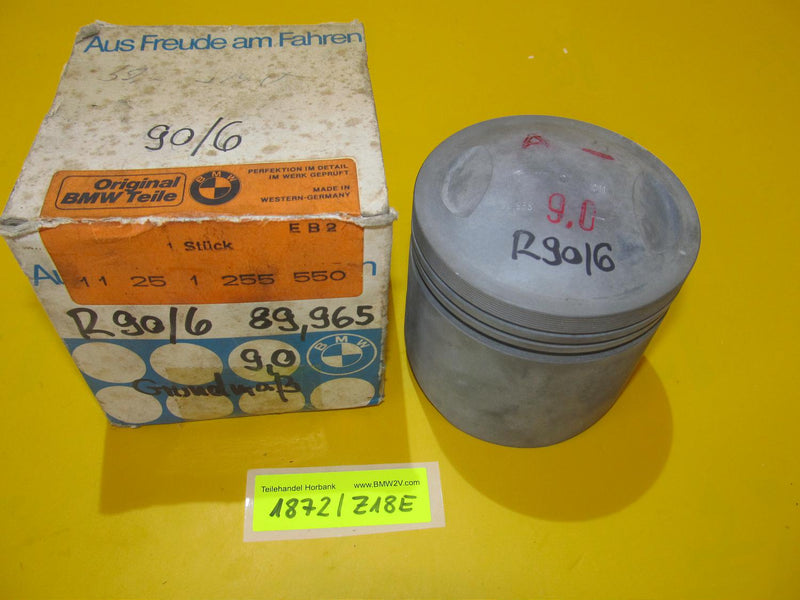 Aus Freude am Fahren
90/6
Original
BMW Teile
BMW
PERFEKTION IM DETAIL
IM WERK GEPRÜFT
MADE IN
WESTERN-GERMANY
EB2
1 Stück
11 25 1 255 550
R90/6 89,965
9,0
BMW
Grundmaß
9.0
R90/6
Teilehandel Horbank www.BMW2V.com
1872/Z18E